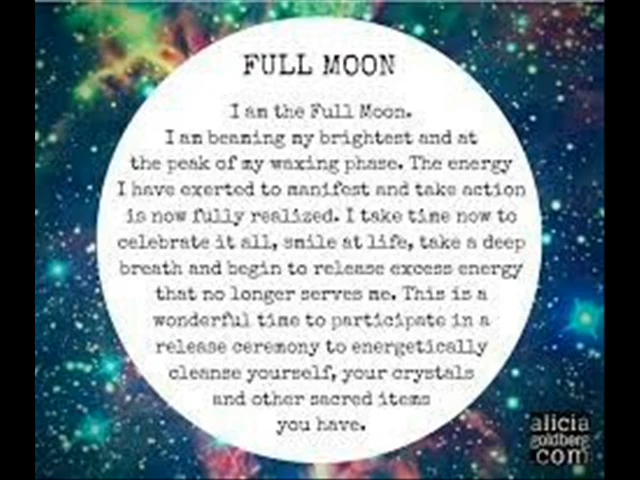 FULL MOON
I am the Full Moon.
I am beaming my brightest and at
the peak of my waxing phase. The energy
I have exerted to manifest and take action
is now fully realized. I take time now to
celebrate it all, smile at life, take a deep
breath and begin to release excess energy
that no longer serves me. This is a
wonderful time to participate in a
release ceremony to energetically
cleanse yourself, your crystals
and other sacred items
you have.
alicia
goldberg
com